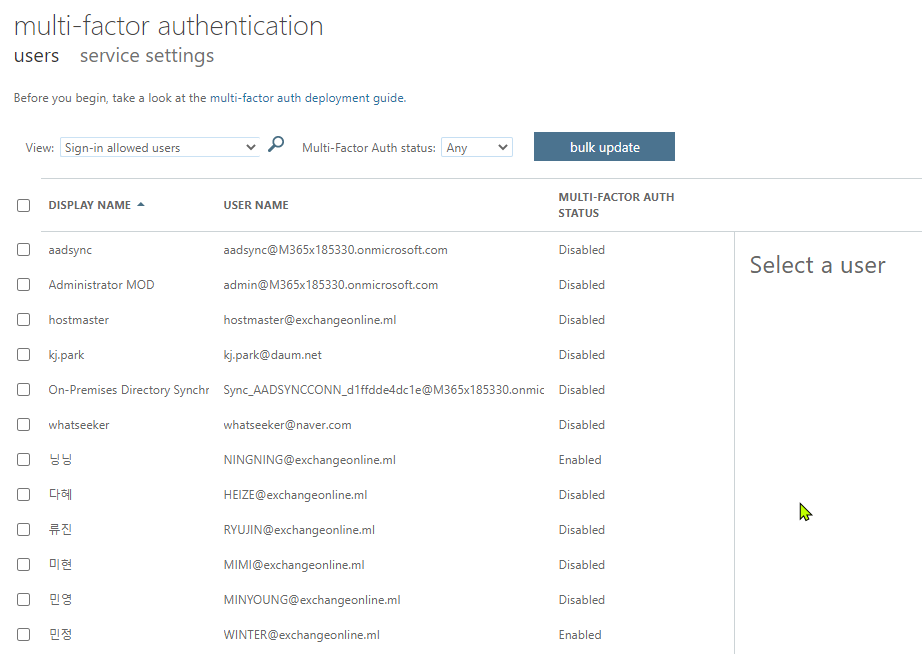 multi-factor authentication
users service settings
Before you begin, take a look at the multi-factor auth deployment guide.
View: Sign-in allowed users Multi-Factor Auth status: Any bulk update
DISPLAY NAME USER NAME MULTI-FACTOR AUTH STATUS
aadsync aadsync@M365x185330.onmicrosoft.com Disabled
Select a user
Administrator MOD admin@M365x185330.onmicrosoft.com Disabled
hostmaster hostmaster@exchangeonline.ml Disabled
kj.park kj.park@daum.net Disabled
On-Premises Directory Synchr Sync_AADSYNCCONN_d1ffdde4dc1e@M365x185330.onmic Disabled
whatseeker whatseeker@naver.com Disabled
닝닝 NINGNING@exchangeonline.ml Enabled
다혜 HEIZE@exchangeonline.ml Disabled
류진 RYUJIN@exchangeonline.ml Disabled
미현 MIMI@exchangeonline.ml Disabled
민영 MINYOUNG@exchangeonline.ml Disabled
민정 WINTER@exchangeonline.ml Enabled